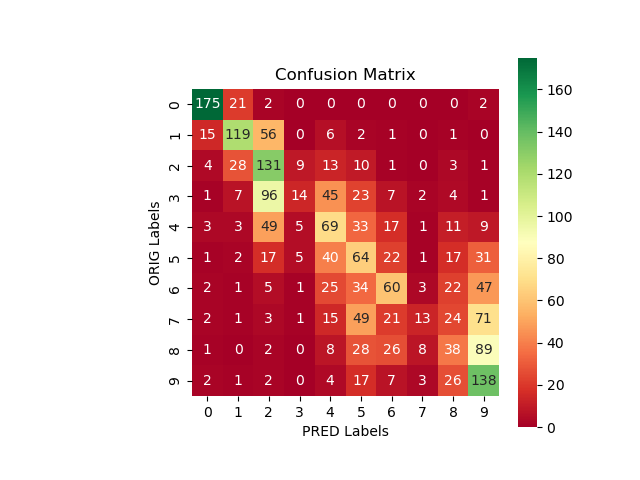 Confusion Matrix
ORIG Labels
0 175 21 2 0 0 0 0 0 0 2
1 15 119 56 0 6 2 1 0 1 0
2 4 28 131 9 13 10 1 0 3 1
3 1 7 96 14 45 23 7 2 4 1
4 3 3 49 5 69 33 17 1 11 9
5 1 2 17 5 40 64 22 1 17 31
6 2 1 5 1 25 34 60 3 22 47
7 2 1 3 1 15 49 21 13 24 71
8 1 0 2 0 8 28 26 8 38 89
9 2 1 2 0 4 17 7 3 26 138
0 1 2 3 4 5 6 7 8 9
PRED Labels
160
140
120
100
80
60
40
20
0